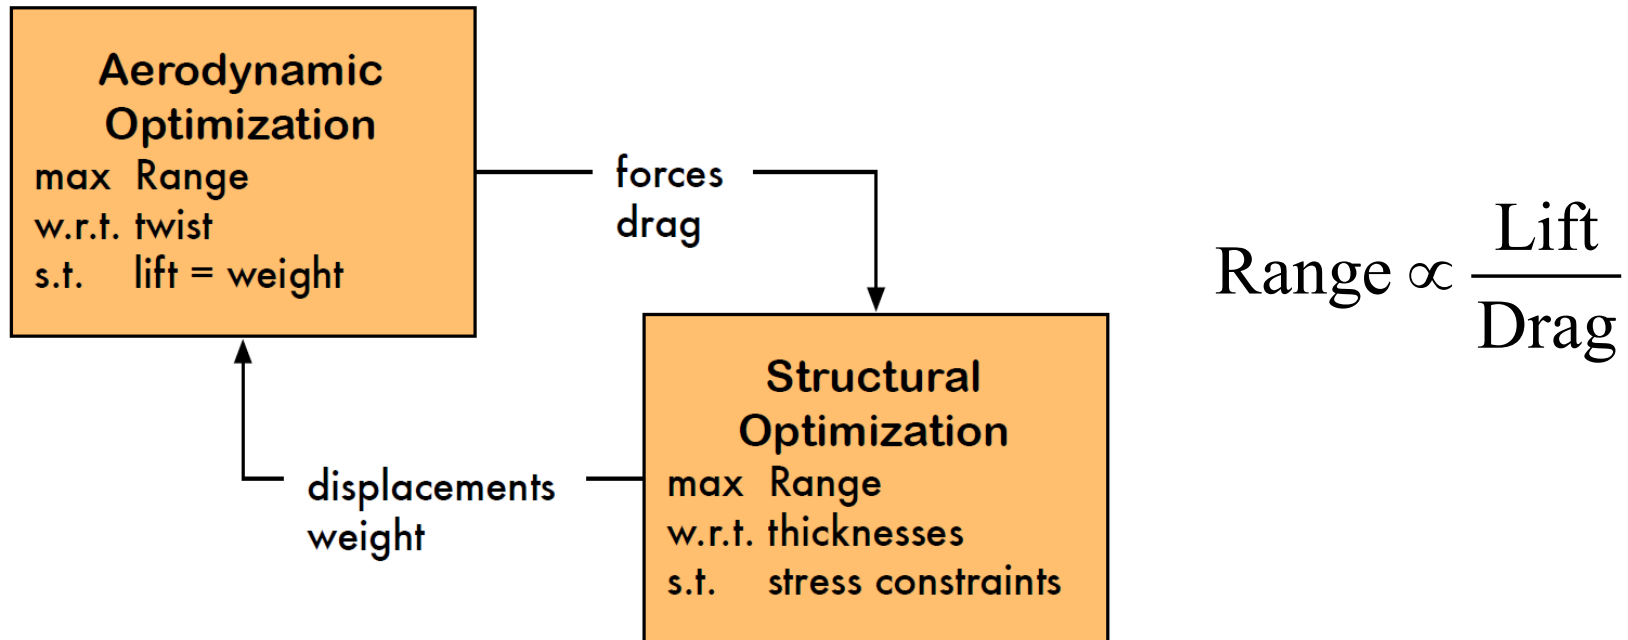 Aerodynamic
Optimization
max Range
w.r.t. twist
s.t. lift = weight
forces
drag
Range ∝ Lift
Drag
Structural
Optimization
max Range
w.r.t. thicknesses
s.t. stress constraints
displacements
weight